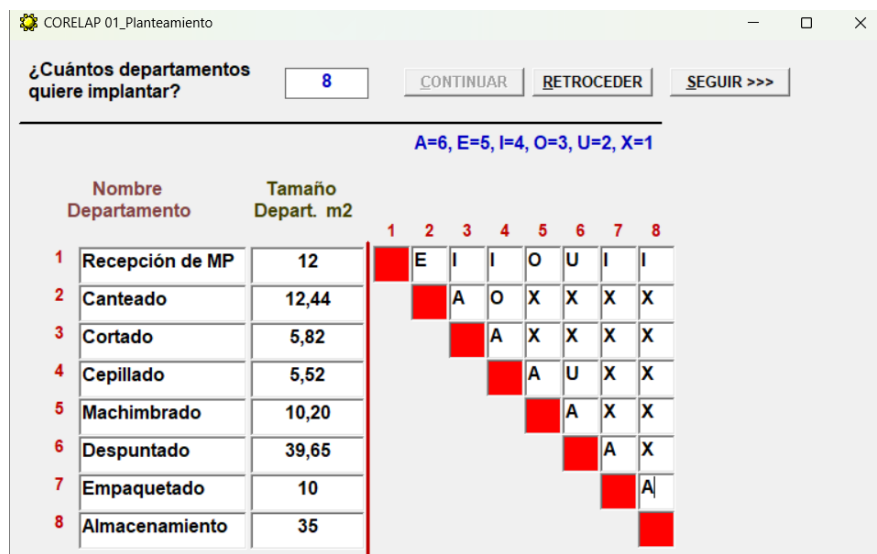 CORELAP 01_Planteamiento
¿Cuántos departamentos
quiere implantar?
8
CONTINUAR RETROCEDER SEGUIR >>>
A=6, E=5, I=4, O=3, U=2, X=1
Nombre
Departamento
Tamaño
Depart. m2
1 2 3 4 5 6 7 8
1 Recepción de MP 12 E I I O U I I
2 Canteado 12,44 A O X X X X
3 Cortado 5,82 A X X X X
4 Cepillado 5,52 A U X X
5 Machimbrado 10,20 A X X
6 Despuntado 39,65 A X
7 Empaquetado 10 A
8 Almacenamiento 35